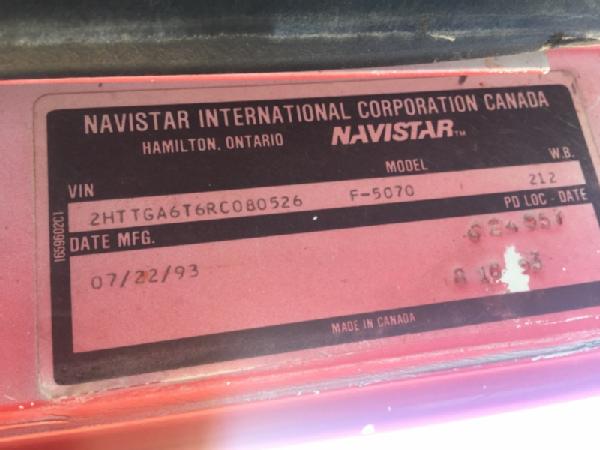 NAVISTAR INTERNATIONAL CORPORATION CANADA
HAMILTON, ONTARIO NAVISTAR™
VIN MODEL W.B.
2HTTGA6T6RC080526 F-5070 212
DATE MFG. PD LOC - DATE
07/22/93
MADE IN CANADA
1659602C1